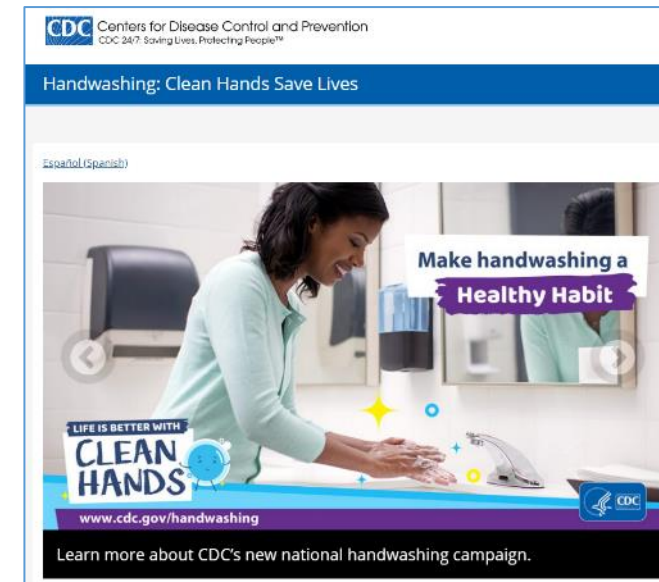 CDC Centers for Disease Control and Prevention
CDC 24/7: Saving Lives, Protecting People™
Handwashing: Clean Hands Save Lives
Español (Spanish)
Make handwashing a
Healthy Habit
LIFE IS BETTER WITH
CLEAN
HANDS
www.cdc.gov/handwashing
CDC
Learn more about CDC's new national handwashing campaign.